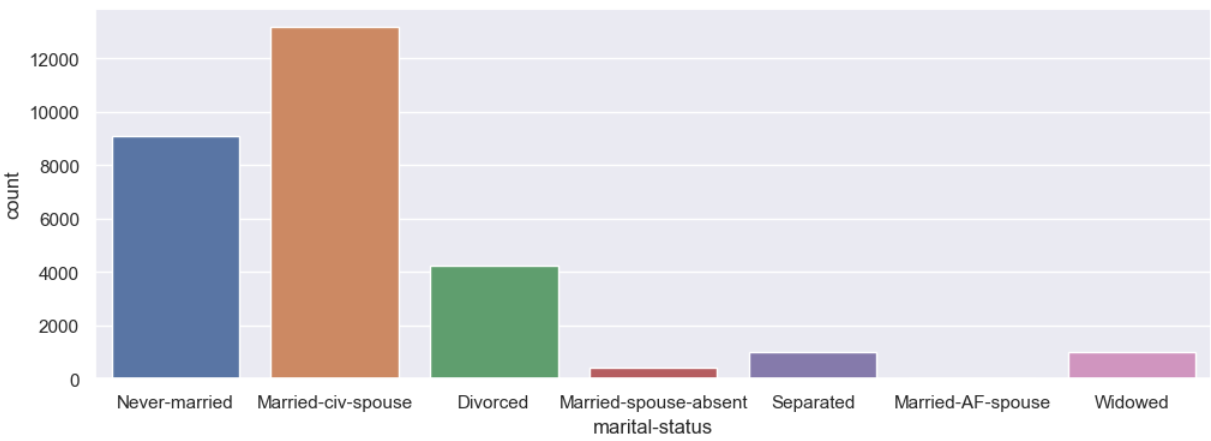 12000
10000
8000
6000
4000
2000
0
count
Never-married Married-civ-spouse Divorced Married-spouse-absent Separated Married-AF-spouse Widowed
marital-status